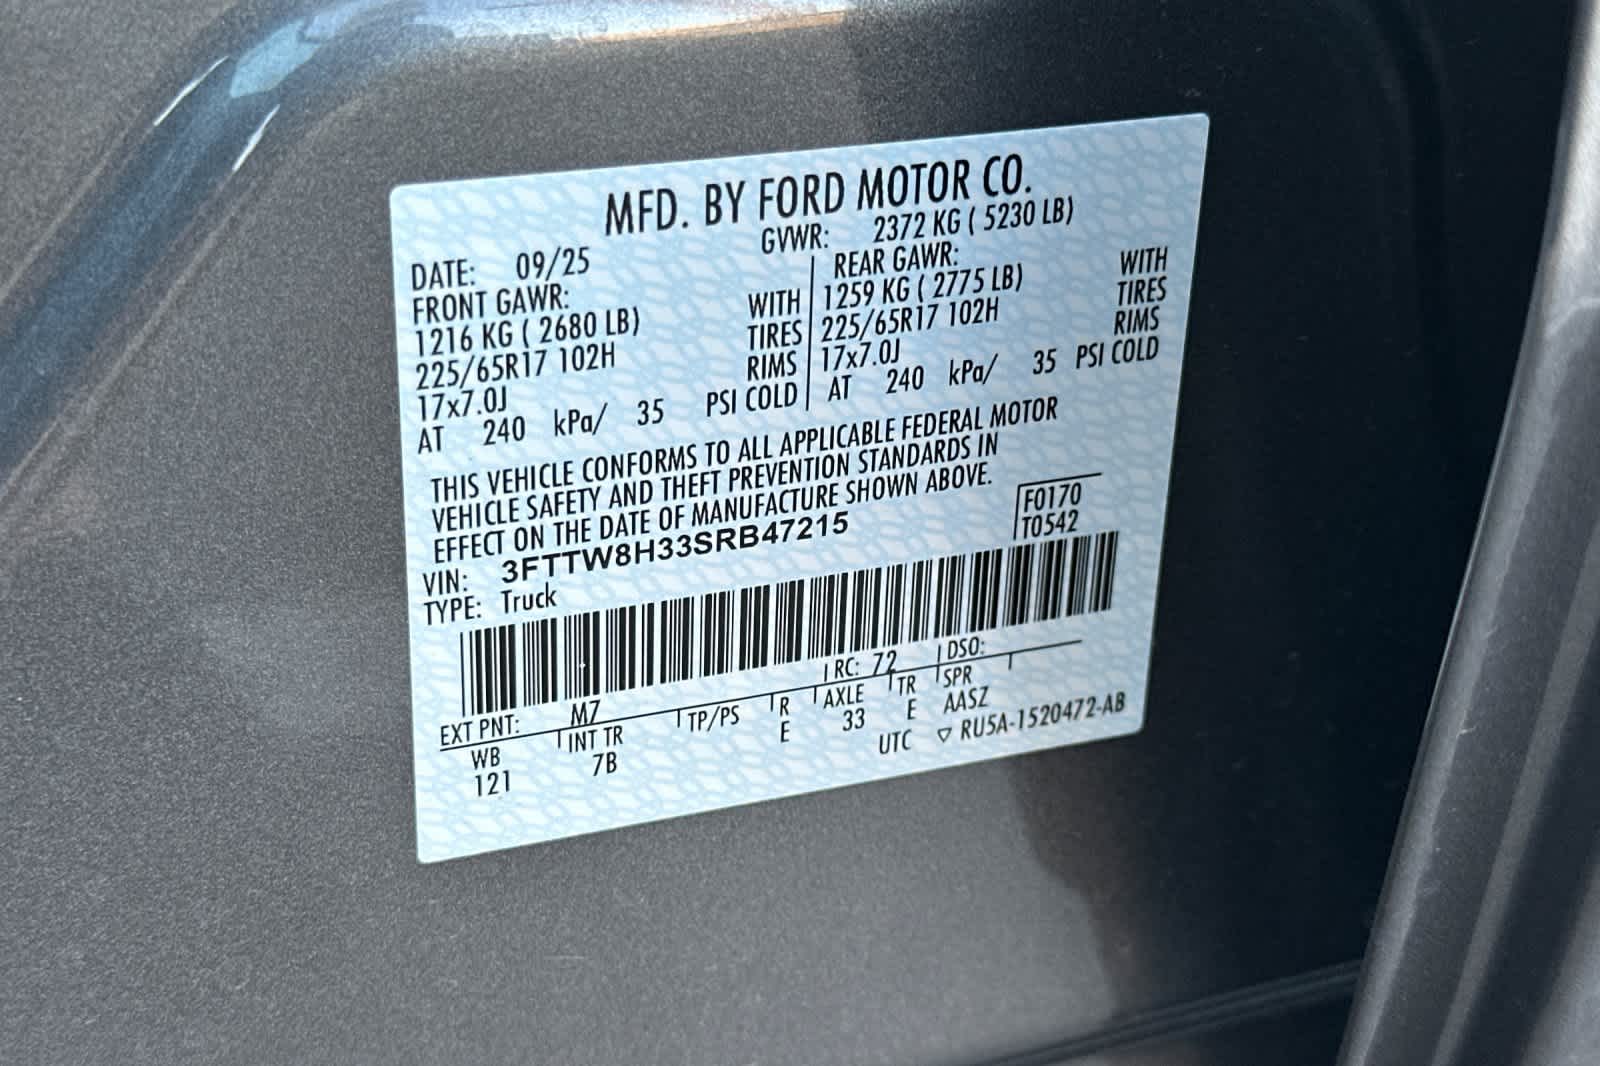 MFD. BY FORD MOTOR CO.
DATE: 09/25 GVWR: 2372 KG ( 5230 LB)
FRONT GAWR: REAR GAWR:
1216 KG ( 2680 LB) WITH 1259 KG ( 2775 LB) WITH
225/65R17 102H TIRES 225/65R17 102H TIRES
17x7.0J RIMS 17x7.0J RIMS
AT 240 kPa/ 35 PSI COLD AT 240 kPa/ 35 PSI COLD
THIS VEHICLE CONFORMS TO ALL APPLICABLE FEDERAL MOTOR
VEHICLE SAFETY AND THEFT PREVENTION STANDARDS IN
EFFECT ON THE DATE OF MANUFACTURE SHOWN ABOVE.
VIN: 3FTTW8H33SRB47215 F0170
TYPE: Truck T0542
EXT PNT: M7 RC: 72 DSO:
WB INT TR TP/PS R AXLE TR SPR
121 7B E 33 E AASZ
UTC ▽ RU5A-1520472-AB